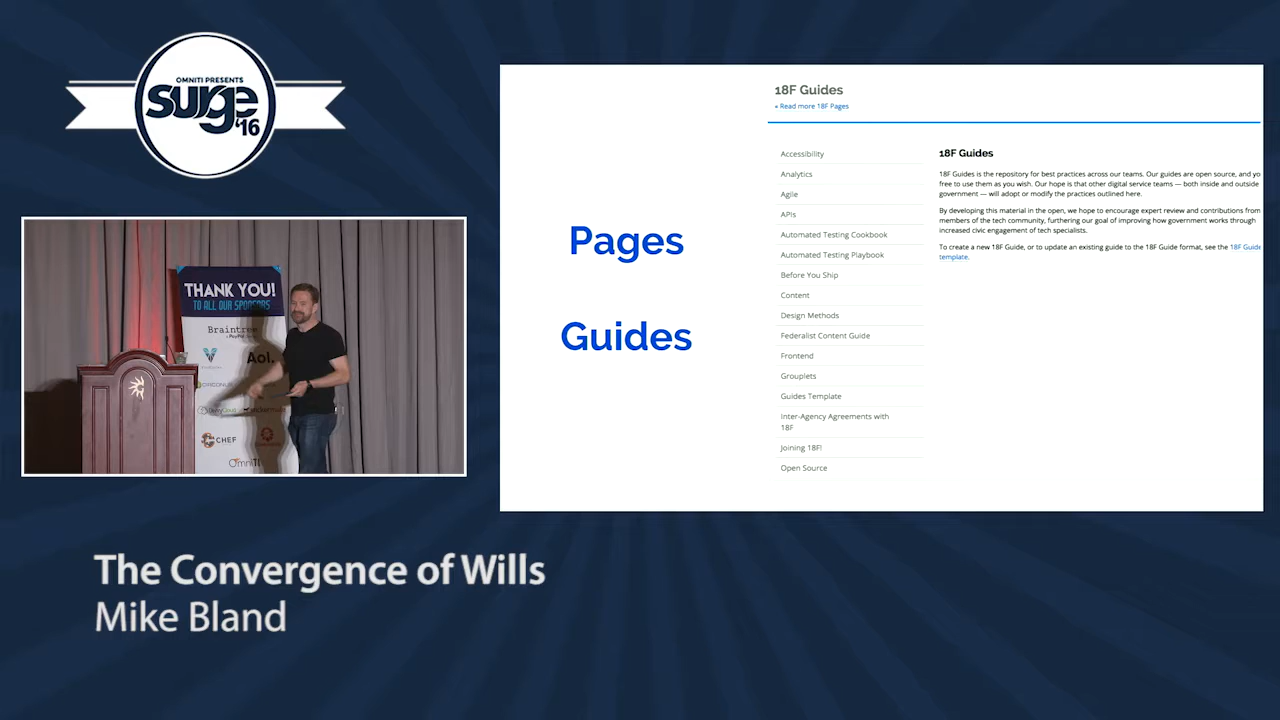 OMNITI PRESENTS
surge
'16
THANK YOU!
TO ALL OUR SPONSORS
Braintree
Aol.
CHEF
OmniTI
The Convergence of Wills
Mike Bland
Pages
Guides
18F Guides
« Read more 18F Pages
Accessibility
Analytics
Agile
APIs
Automated Testing Cookbook
Automated Testing Playbook
Before You Ship
Content
Design Methods
Federalist Content Guide
Frontend
Grouplets
Guides Template
Inter-Agency Agreements with
18F
Joining 18F!
Open Source
18F Guides
18F Guides is the repository for best practices across our teams. Our guides are open source, and yo
free to use them as you wish. Our hope is that other digital service teams — both inside and outside
government — will adopt or modify the practices outlined here.
By developing this material in the open, we hope to encourage expert review and contributions from
members of the tech community, furthering our goal of improving how government works through
increased civic engagement of tech specialists.
To create a new 18F Guide, or to update an existing guide to the 18F Guide format, see the 18F Guide
template.